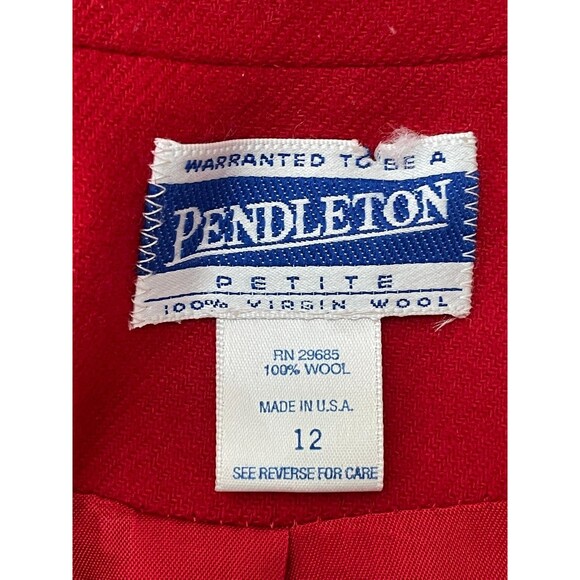 WARRANTED TO BE A
PENDLETON
PETITE
100% VIRGIN WOOL
RN 29685
100% WOOL
MADE IN U.S.A.
12
SEE REVERSE FOR CARE